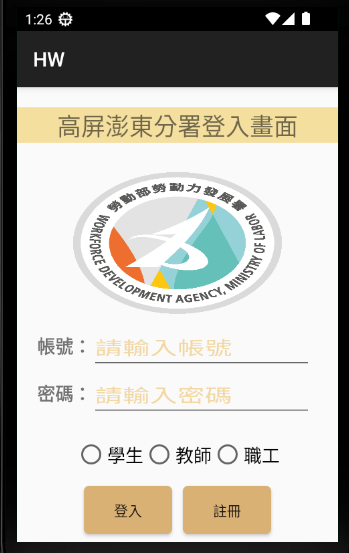 1:26
HW
高屏澎東分署登入畫面
勞動部勞動力發展署
WORKFORCE DEVELOPMENT AGENCY, MINISTRY OF LABOR
帳號： 請輸入帳號
密碼： 請輸入密碼
學生 教師 職工
登入 註冊